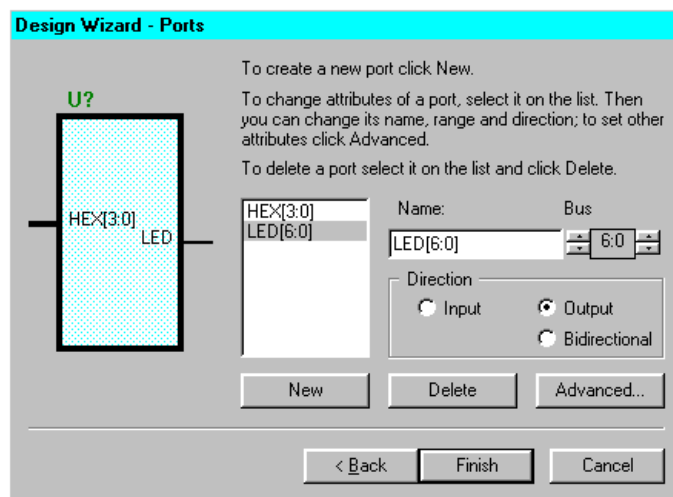 Design Wizard - Ports
To create a new port click New.
To change attributes of a port, select it on the list. Then
you can change its name, range and direction; to set other
attributes click Advanced.
To delete a port select it on the list and click Delete.
U?
HEX[3:0]
LED
HEX[3:0]
LED[6:0]
Name:
Bus
LED[6:0]
6:0
Direction
Input
Output
Bidirectional
New
Delete
Advanced...
< Back
Finish
Cancel